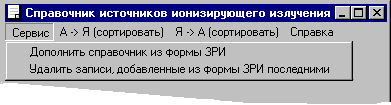 Справочник источников ионизирующего излучения
Сервис А -> Я (сортировать) Я -> А (сортировать) Справка
Дополнить справочник из формы ЗРИ
Удалить записи, добавленные из формы ЗРИ последними